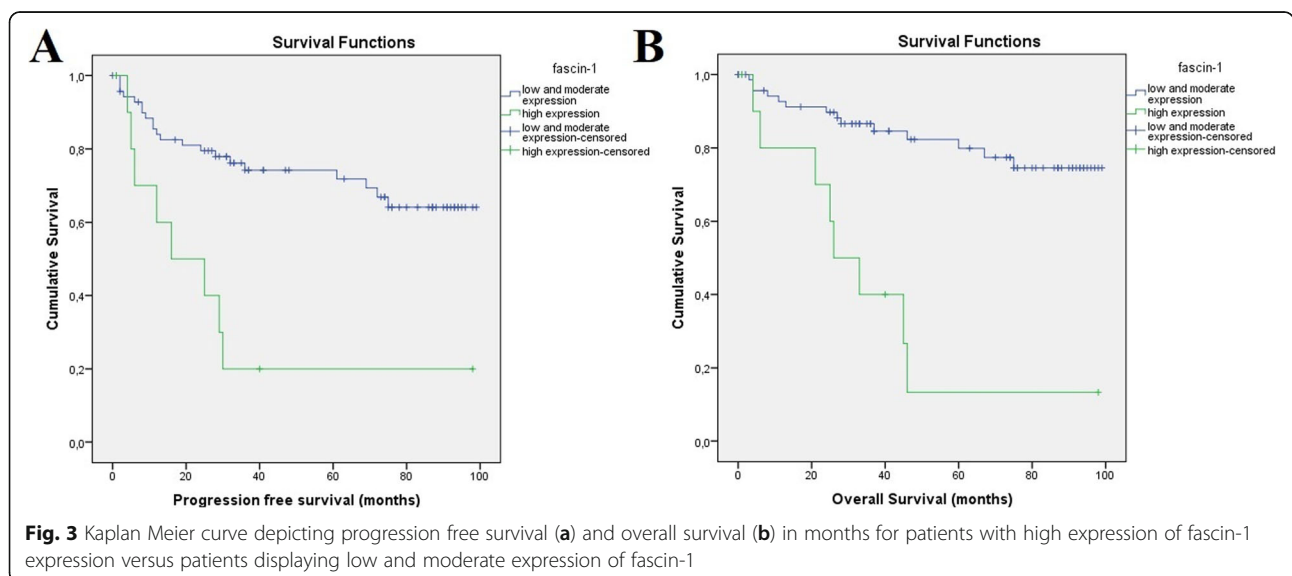 A
Survival Functions
Cumulative Survival
1,0
0,8
0,6
0,4
0,2
0,0
0 20 40 60 80 100
Progression free survival (months)
fascin-1
low and moderate
expression
high expression
low and moderate
expression-censored
high expression-censored
B
Survival Functions
Cumulative Survival
1,0
0,8
0,6
0,4
0,2
0,0
0 20 40 60 80 100
Overall Survival (months)
fascin-1
low and moderate
expression
high expression
low and moderate
expression-censored
high expression-censored
Fig. 3 Kaplan Meier curve depicting progression free survival (a) and overall survival (b) in months for patients with high expression of fascin-1
expression versus patients displaying low and moderate expression of fascin-1